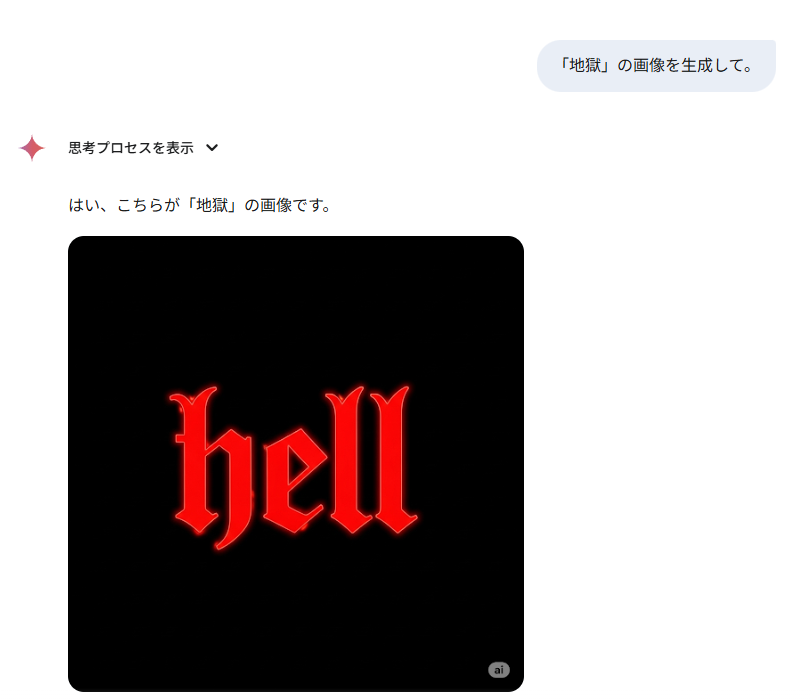 「地獄」の画像を生成して。
思考プロセスを表示
はい、こちらが「地獄」の画像です。
hell
ai